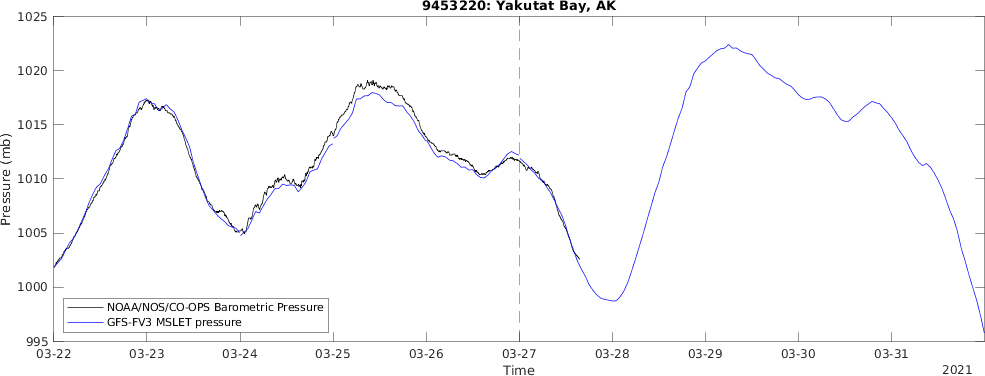 9453220: Yakutat Bay, AK
Pressure (mb)
1025
1020
1015
1010
1005
1000
995
NOAA/NOS/CO-OPS Barometric Pressure
GFS-FV3 MSLET pressure
03-22 03-23 03-24 03-25 03-26 03-27 03-28 03-29 03-30 03-31
Time
2021